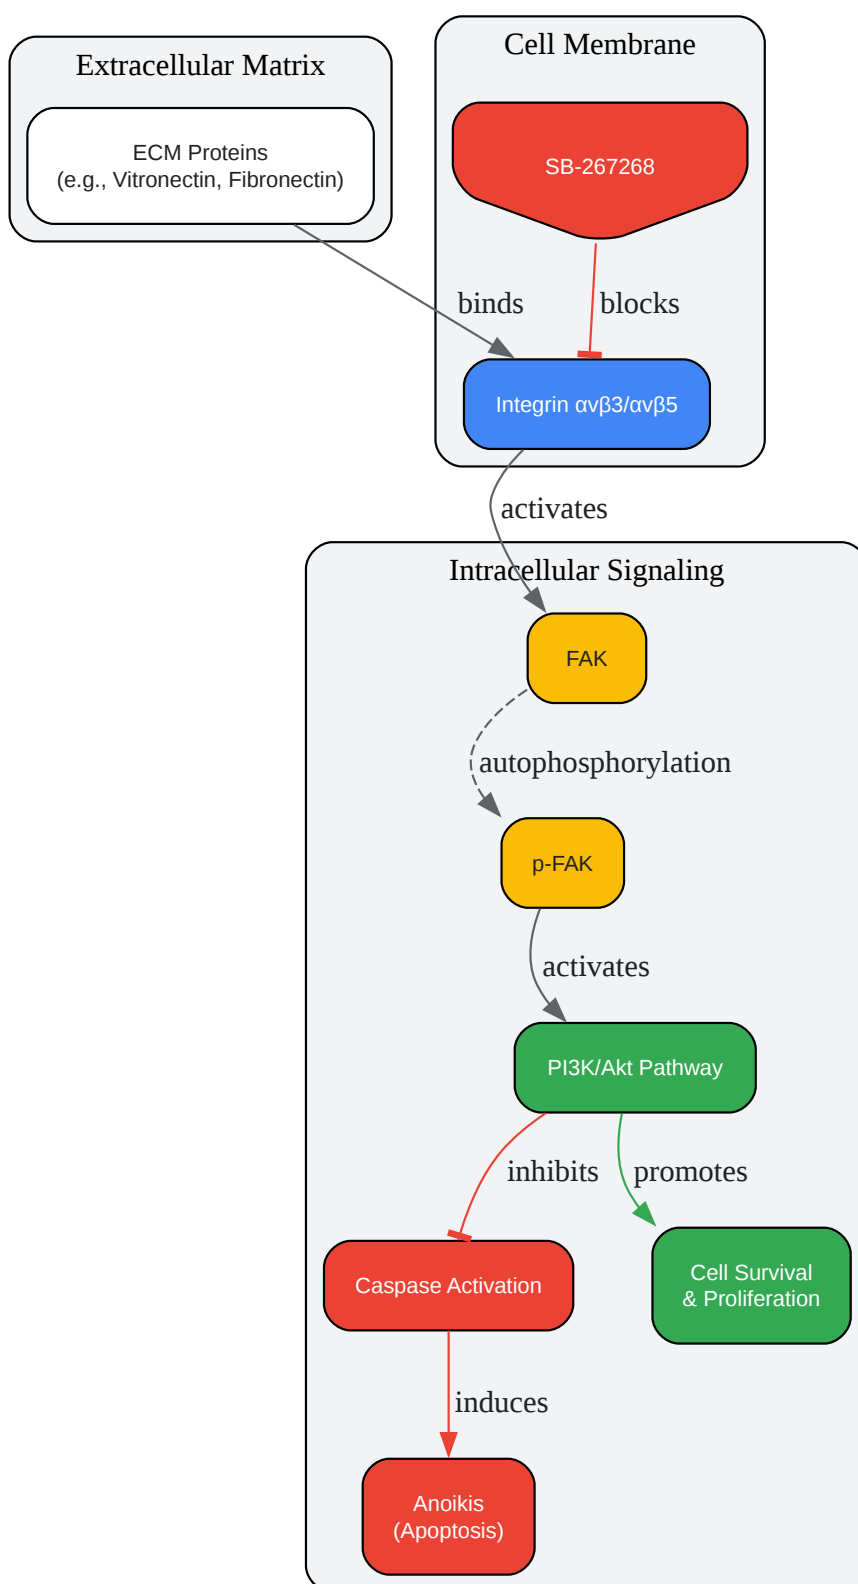 Extracellular Matrix
ECM Proteins
(e.g., Vitronectin, Fibronectin)
Cell Membrane
SB-267268
binds
blocks
Integrin αvβ3/αvβ5
activates
Intracellular Signaling
FAK
autophosphorylation
p-FAK
activates
PI3K/Akt Pathway
inhibits
promotes
Caspase Activation
Cell Survival
& Proliferation
induces
Anoikis
(Apoptosis)